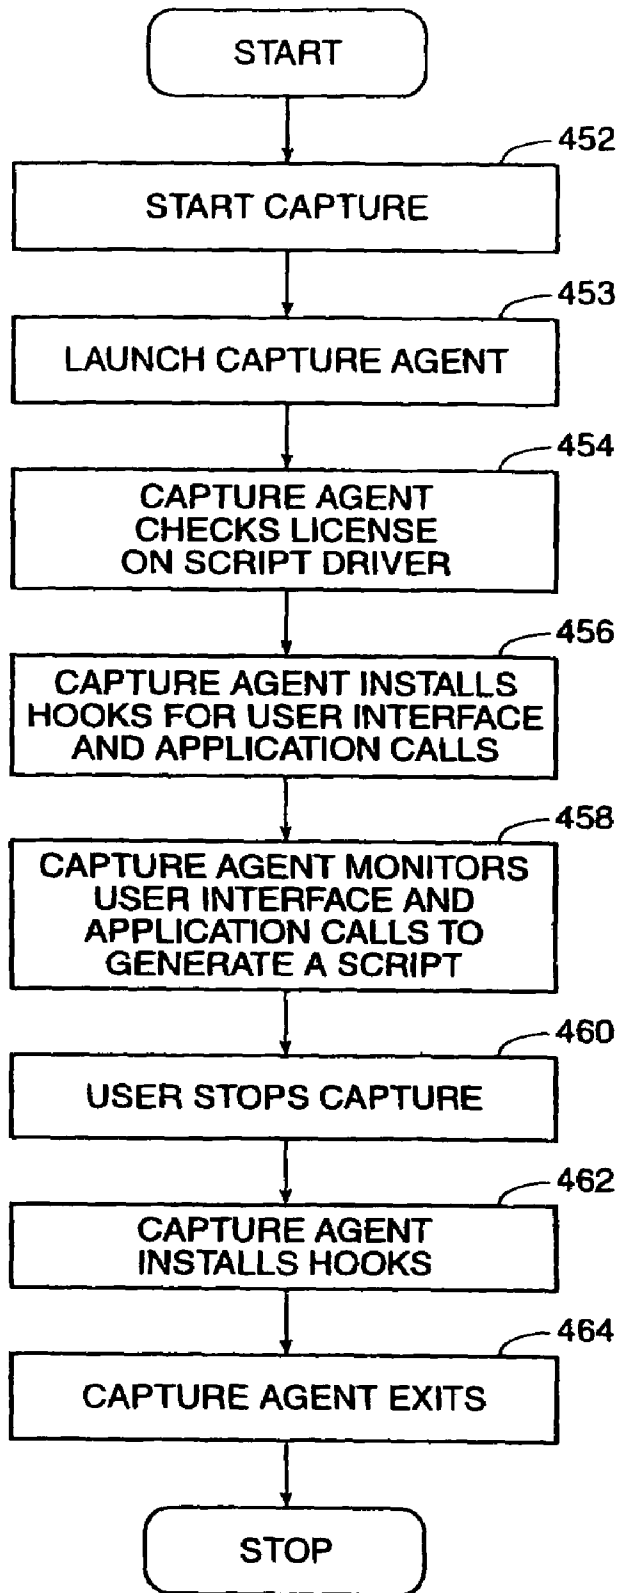 START
452
START CAPTURE
453
LAUNCH CAPTURE AGENT
454
CAPTURE AGENT
CHECKS LICENSE
ON SCRIPT DRIVER
456
CAPTURE AGENT INSTALLS
HOOKS FOR USER INTERFACE
AND APPLICATION CALLS
458
CAPTURE AGENT MONITORS
USER INTERFACE AND
APPLICATION CALLS TO
GENERATE A SCRIPT
460
USER STOPS CAPTURE
462
CAPTURE AGENT
INSTALLS HOOKS
464
CAPTURE AGENT EXITS
STOP